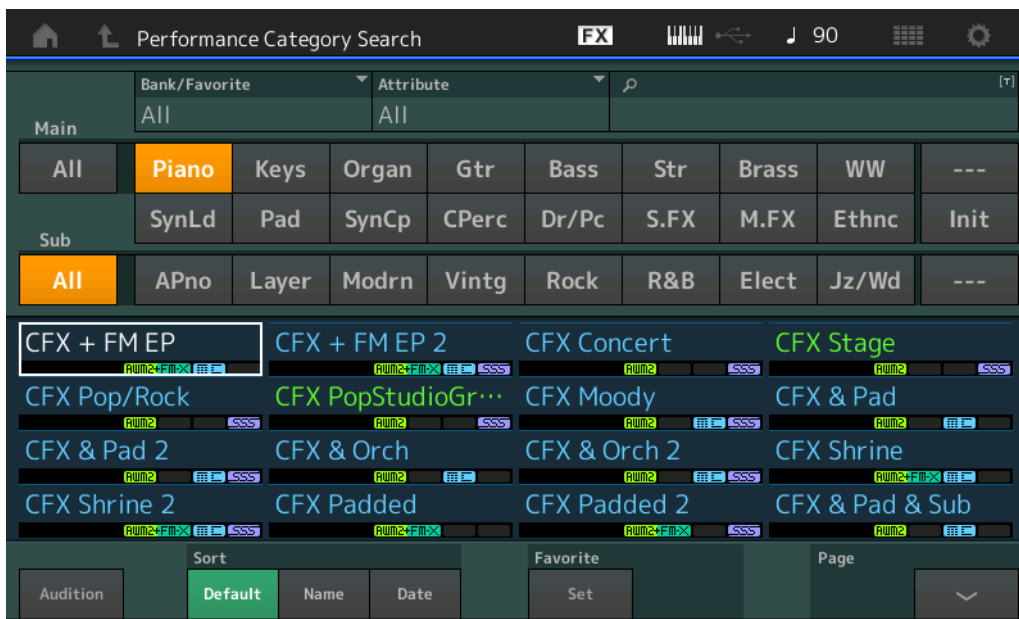 Performance Category Search FX 90
Bank/Favorite Attribute [T]
All All
Main
All Piano Keys Organ Gtr Bass Str Brass WW ---
SynLd Pad SynCp CPerc Dr/Pc S.FX M.FX Ethnc Init
Sub
All APno Layer Modrn Vintg Rock R&B Elect Jz/Wd ---
CFX + FM EP CFX + FM EP 2 CFX Concert CFX Stage
AWM2+FM-X AWM2+FM-X SSS AWM2 SSS AWM2 SSS
CFX Pop/Rock CFX PopStudioGr··· CFX Moody CFX & Pad
AWM2 SSS AWM2 SSS AWM2 SSS AWM2
CFX & Pad 2 CFX & Orch CFX & Orch 2 CFX Shrine
AWM2 SSS AWM2 AWM2 SSS AWM2+FM-X
CFX Shrine 2 CFX Padded CFX Padded 2 CFX & Pad & Sub
AWM2+FM-X SSS AWM2+FM-X AWM2+FM-X SSS AWM2
Sort Favorite Page
Audition Default Name Date Set